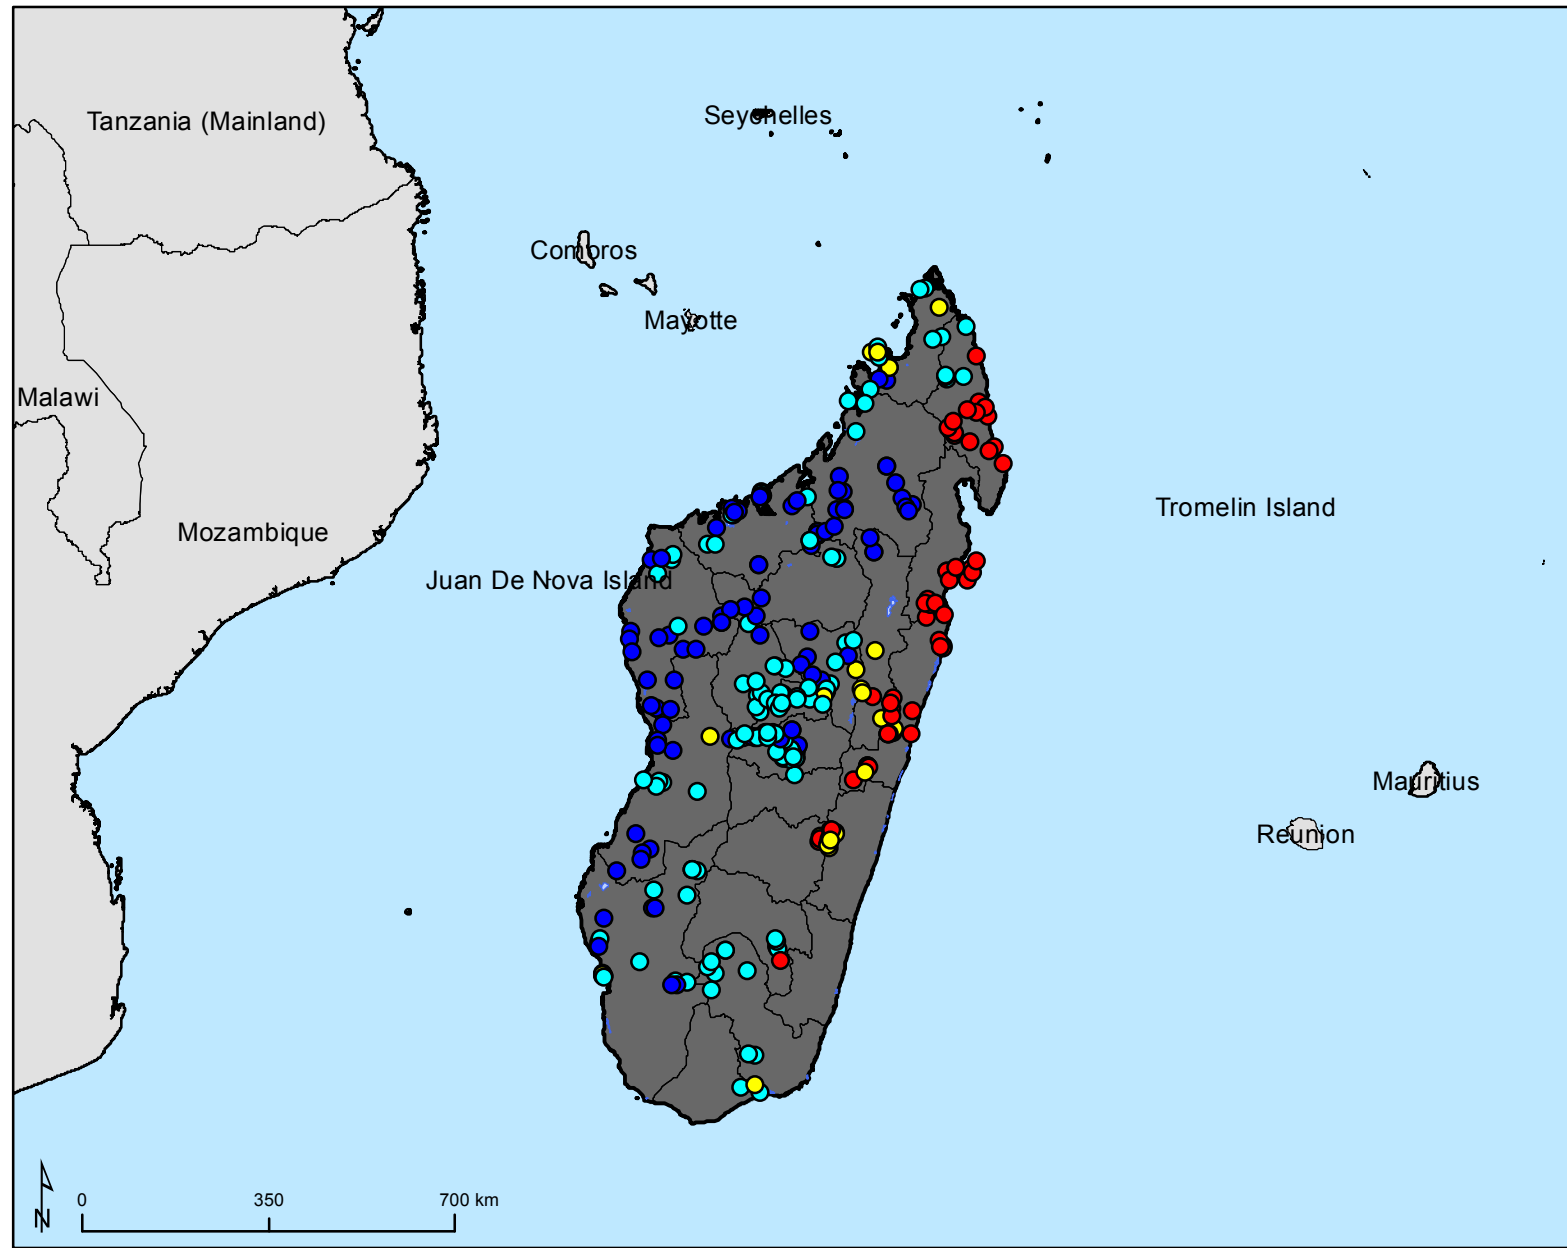 Seychelles
Tanzania (Mainland)
Comoros
Mayotte
Malawi
Tromelin Island
Mozambique
Juan De Nova Island
Mauritius
Reunion
0 350 700 km
N